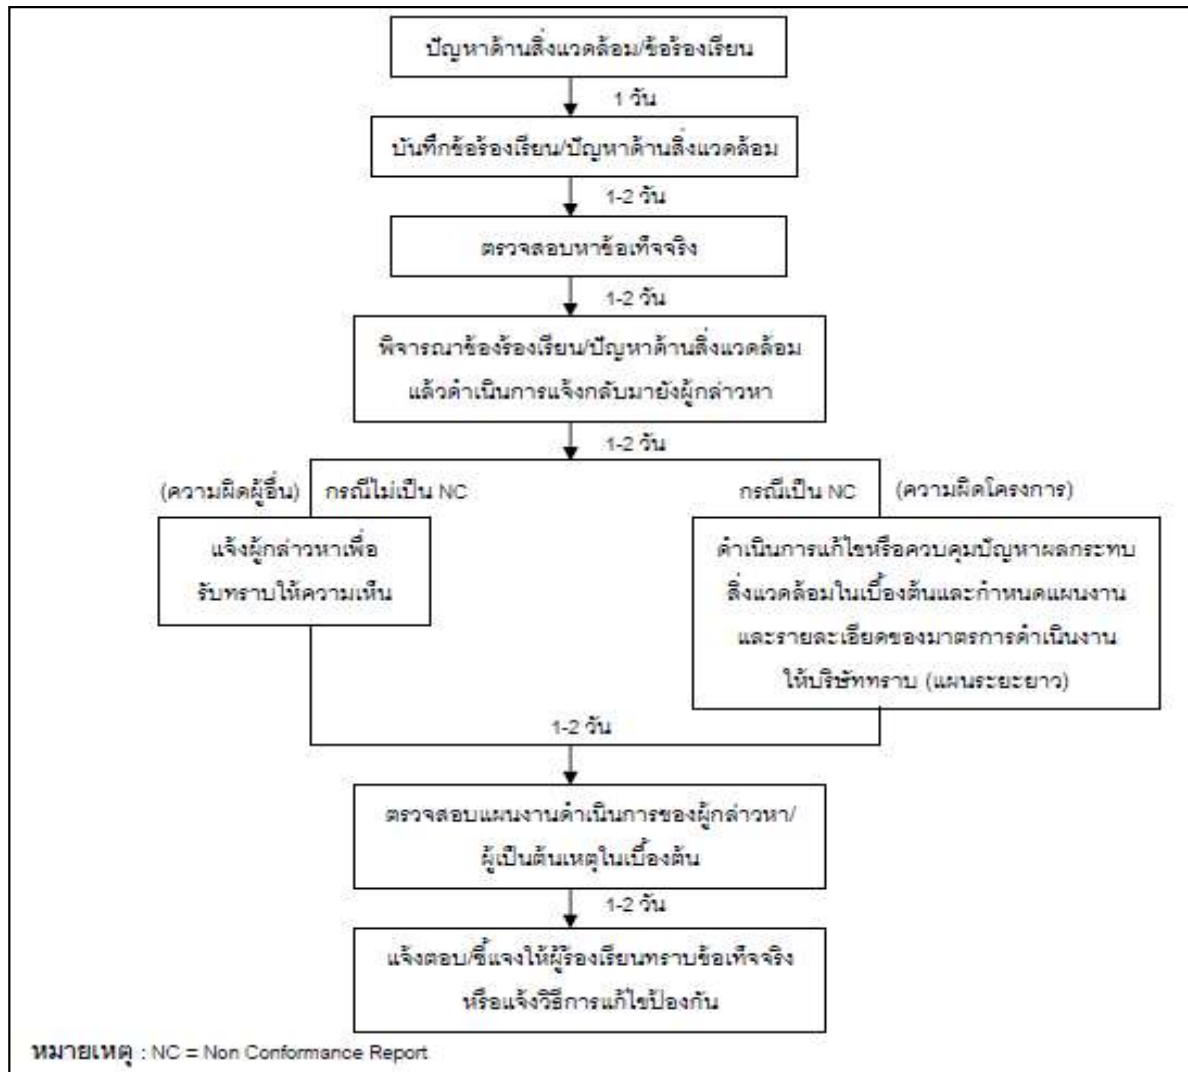 ปัญหาด้านสิ่งแวดล้อม/ข้อร้องเรียน
1 วัน
บันทึกข้อร้องเรียน/ปัญหาด้านสิ่งแวดล้อม
1-2 วัน
ตรวจสอบหาข้อเท็จจริง
1-2 วัน
พิจารณาข้องร้องเรียน/ปัญหาด้านสิ่งแวดล้อม
แล้วดำเนินการแจ้งกลับมายังผู้กล่าวหา
1-2 วัน
(ความผิดผู้อื่น) กรณีไม่เป็น NC
กรณีเป็น NC (ความผิดโครงการ)
แจ้งผู้กล่าวหาเพื่อ
รับทราบให้ความเห็น
ดำเนินการแก้ไขหรือควบคุมปัญหาผลกระทบ
สิ่งแวดล้อมในเบื้องต้นและกำหนดแผนงาน
และรายละเอียดของมาตรการดำเนินงาน
ให้บริษัททราบ (แผนระยะยาว)
1-2 วัน
ตรวจสอบแผนงานดำเนินการของผู้กล่าวหา/
ผู้เป็นต้นเหตุในเบื้องต้น
1-2 วัน
แจ้งตอบ/ชี้แจงให้ผู้ร้องเรียนทราบข้อเท็จจริง
หรือแจ้งวิธีการแก้ไขป้องกัน
หมายเหตุ : NC = Non Conformance Report